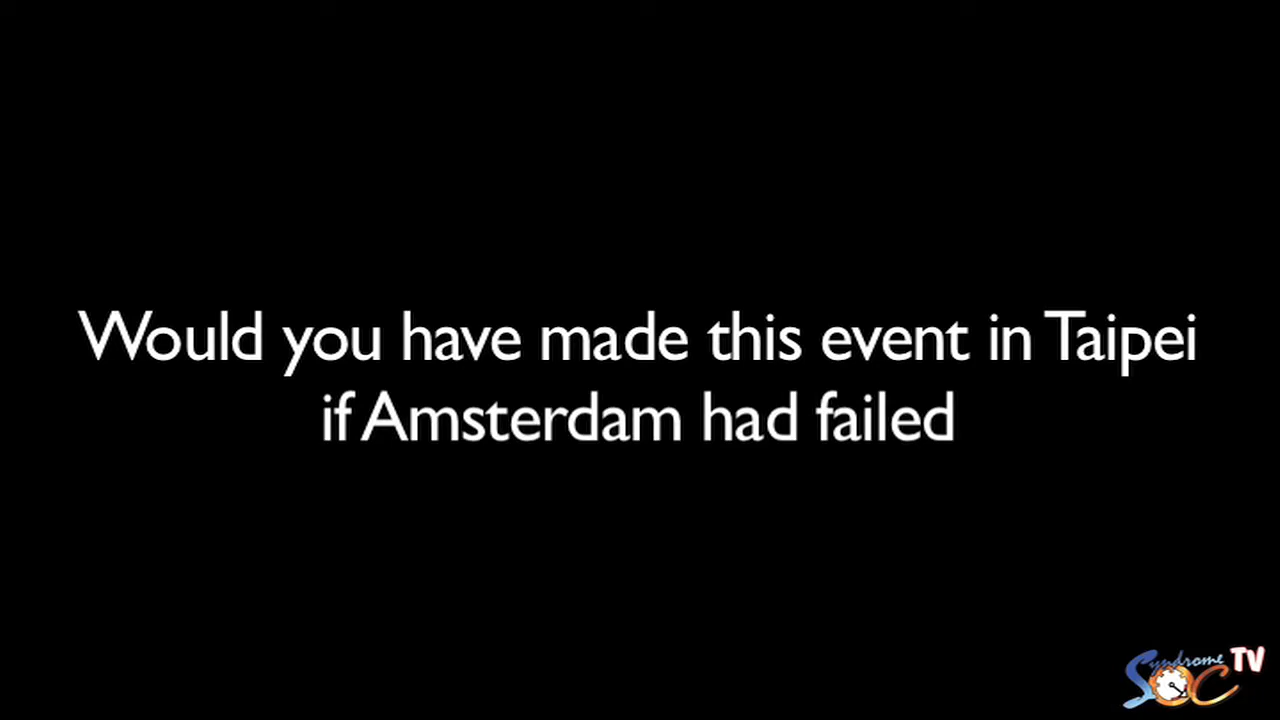 Would you have made this event in Taipei
if Amsterdam had failed
Syndrome TV
SOC